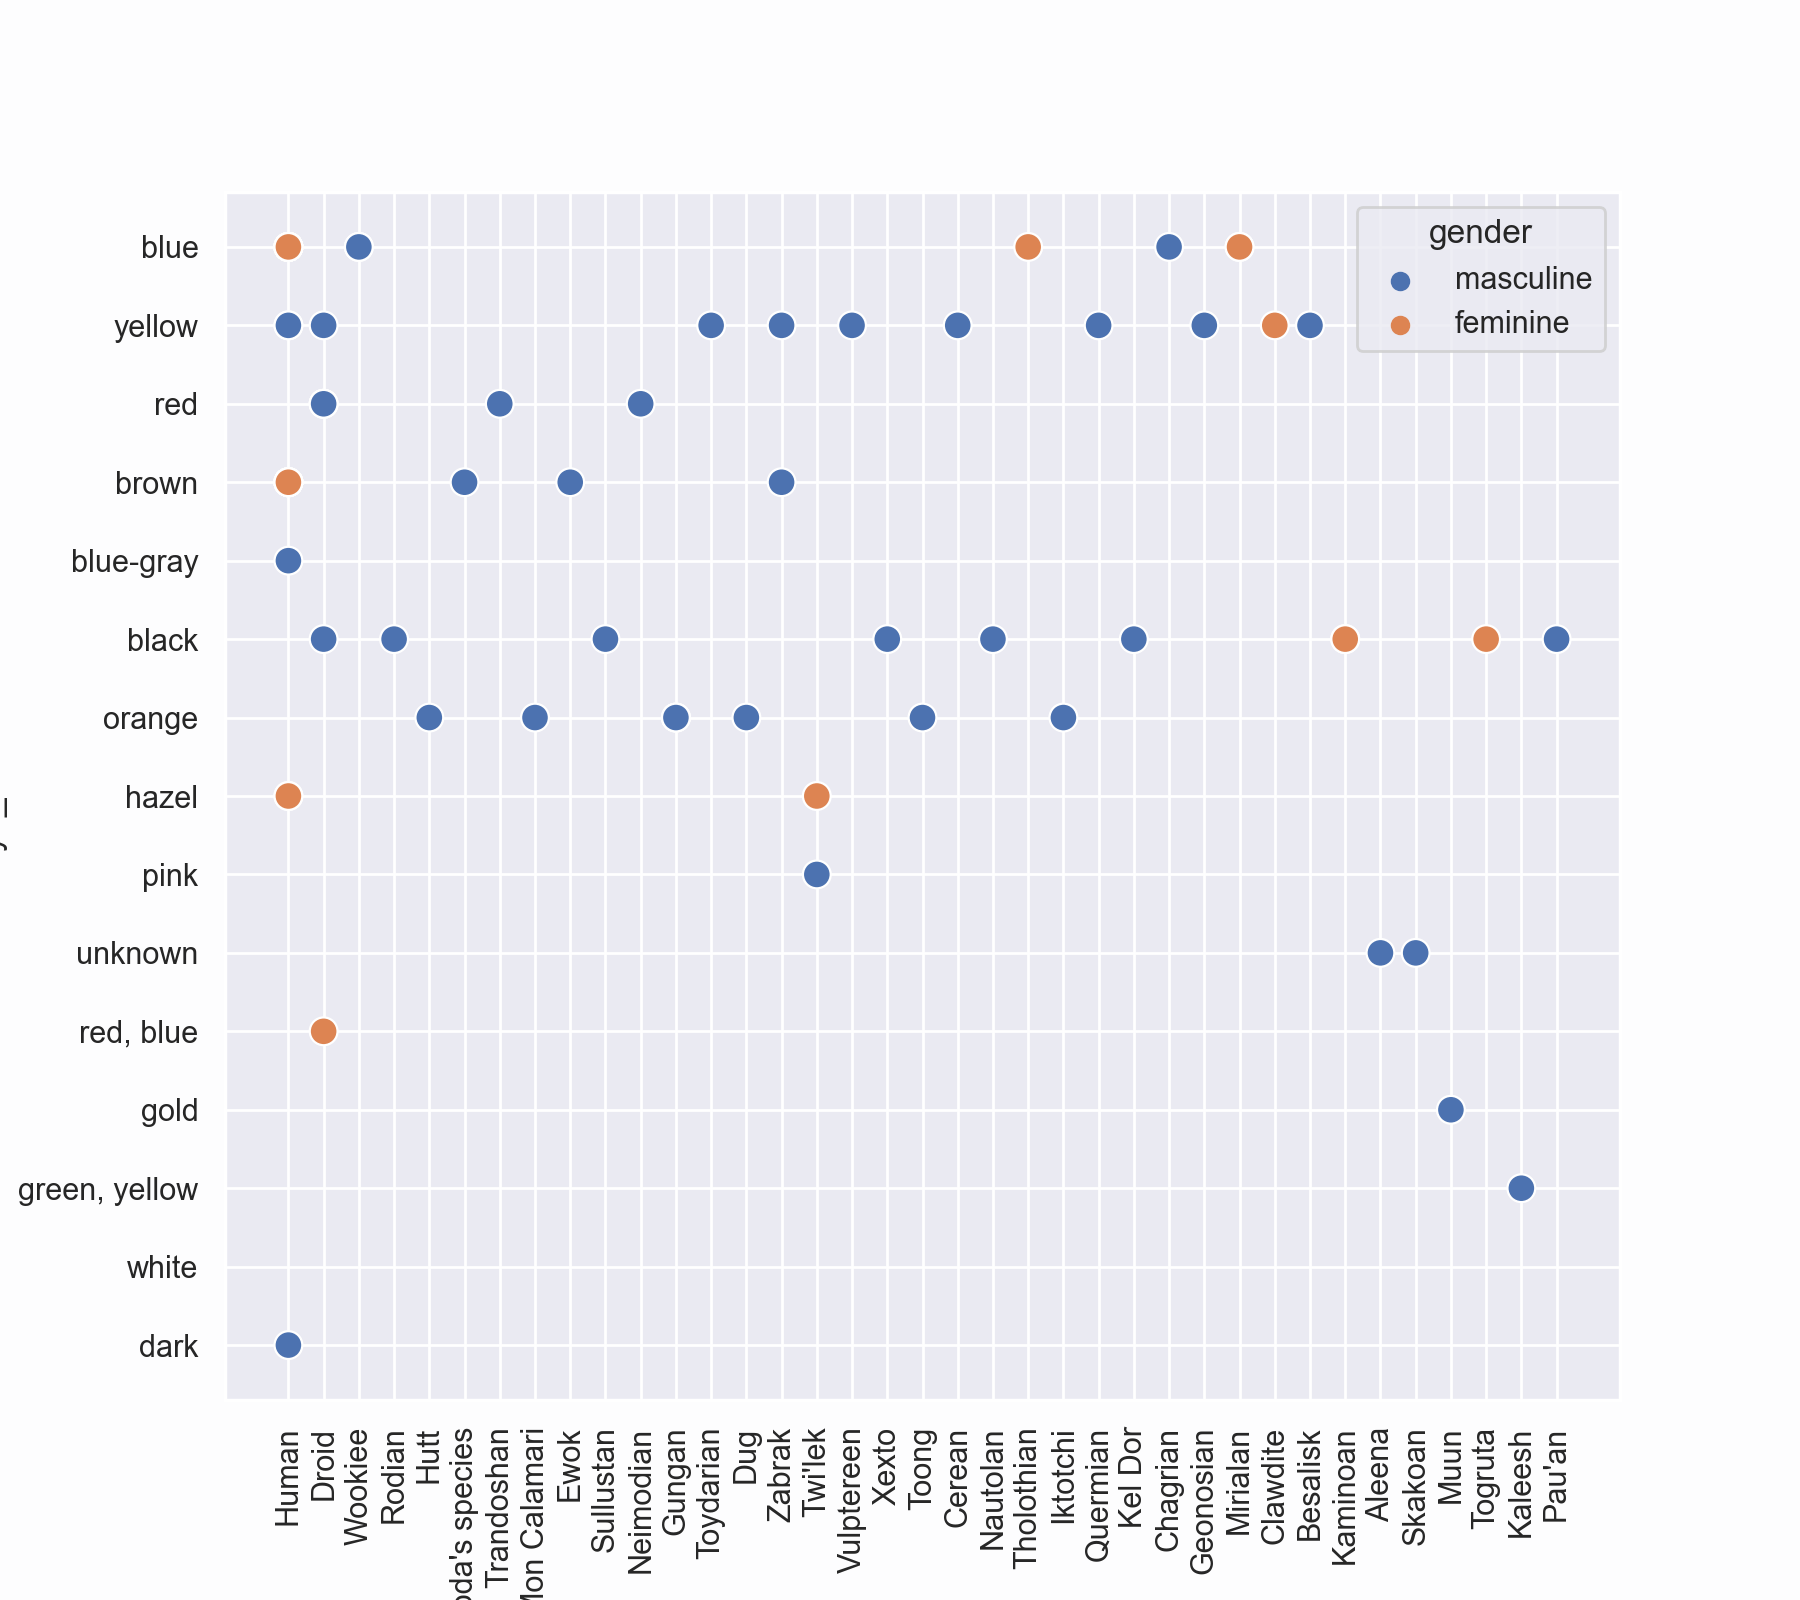 blue
yellow
red
brown
blue-gray
black
orange
hazel
pink
unknown
red, blue
gold
green, yellow
white
dark
gender
masculine
feminine
Human
Droid
Wookiee
Rodian
Hutt
species
Trandoshan
Calamari
Ewok
Sullustan
Neimodian
Gungan
Toydarian
Dug
Zabrak
Twi'lek
Vulptereen
Xexto
Toong
Cerean
Nautolan
Tholothian
Iktotchi
Quermian
Kel Dor
Chagrian
Geonosian
Mirialan
Clawdite
Besalisk
Kaminoan
Aleena
Skakoan
Muun
Togruta
Kaleesh
Pau'an